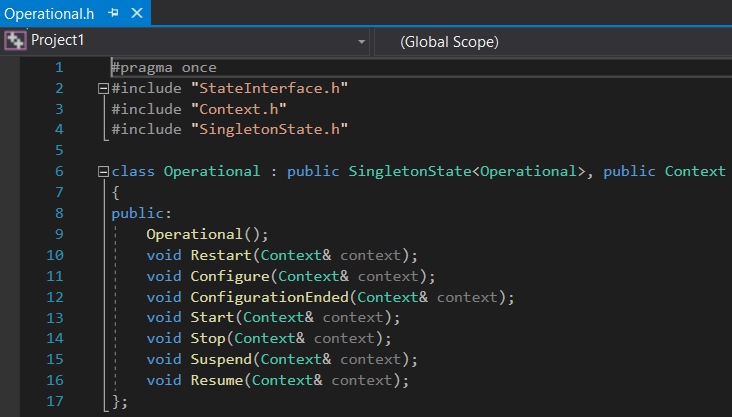 Operational.h
Project1 (Global Scope)
1 #pragma once
2 #include "StateInterface.h"
3 #include "Context.h"
4 #include "SingletonState.h"
5
6 class Operational : public SingletonState<Operational>, public Context
7 {
8 public:
9     Operational();
10     void Restart(Context& context);
11     void Configure(Context& context);
12     void ConfigurationEnded(Context& context);
13     void Start(Context& context);
14     void Stop(Context& context);
15     void Suspend(Context& context);
16     void Resume(Context& context);
17 };